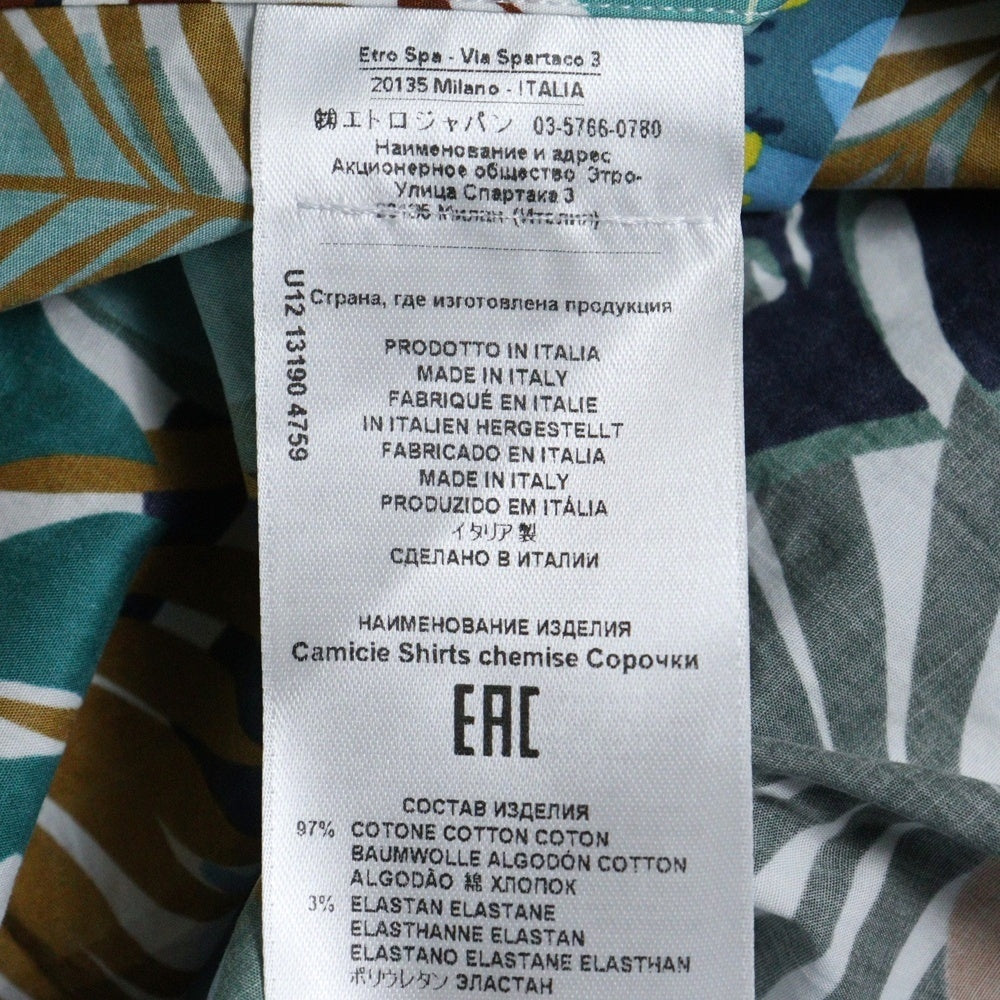 Etro Spa - Via Spartaco 3
20135 Milano - ITALIA
㈱エトロジャパン 03-5766-0780
Наименование и адрес
Акционерное общество Этро-
Улица Спартака 3
20135 Милан (Италия)
Страна, где изготовлена продукция
U12 13190 4759
PRODOTTO IN ITALIA
MADE IN ITALY
FABRIQUÉ EN ITALIE
IN ITALIEN HERGESTELLT
FABRICADO EN ITALIA
MADE IN ITALY
PRODUZIDO EM ITÁLIA
イタリア製
СДЕЛАНО В ИТАЛИИ
НАИМЕНОВАНИЕ ИЗДЕЛИЯ
Camicie Shirts chemise Сорочки
EAC
СОСТАВ ИЗДЕЛИЯ
97% COTONE COTTON COTON
BAUMWOLLE ALGODÓN COTTON
ALGODÃO 綿 ХЛОПОК
3% ELASTAN ELASTANE
ELASTHANNE ELASTAN
ELASTANO ELASTANE ELASTHAN
ポリウレタン ЭЛАСТАН